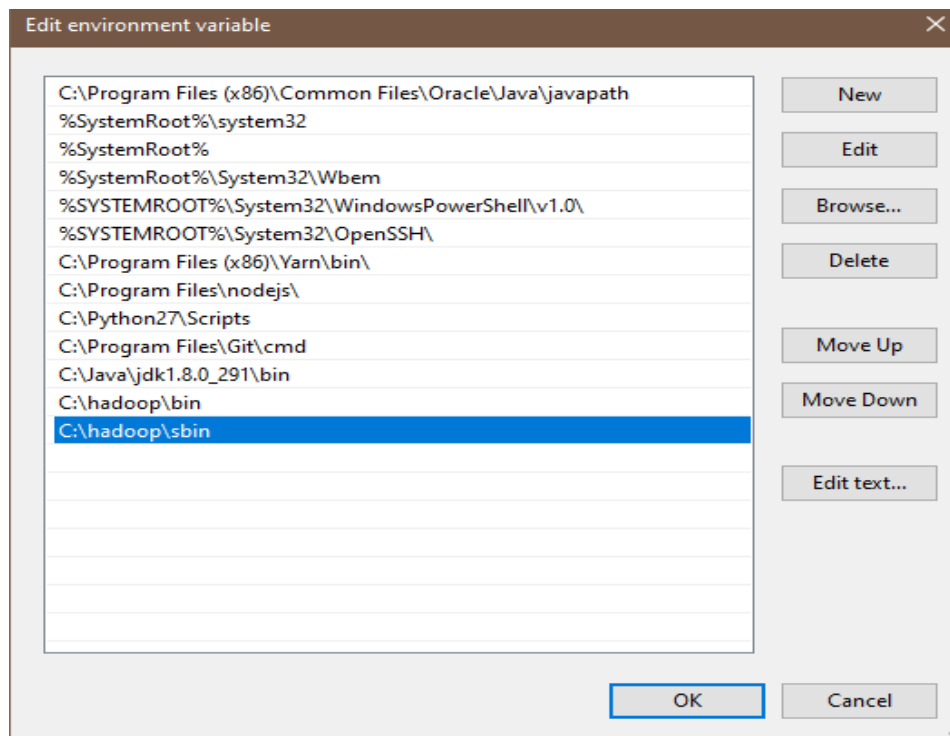 Edit environment variable
C:\Program Files (x86)\Common Files\Oracle\Java\javapath
%SystemRoot%\system32
%SystemRoot%
%SystemRoot%\System32\Wbem
%SYSTEMROOT%\System32\WindowsPowerShell\v1.0\
%SYSTEMROOT%\System32\OpenSSH\
C:\Program Files (x86)\Yarn\bin\
C:\Program Files\nodejs\
C:\Python27\Scripts
C:\Program Files\Git\cmd
C:\Java\jdk1.8.0_291\bin
C:\hadoop\bin
C:\hadoop\sbin
New
Edit
Browse...
Delete
Move Up
Move Down
Edit text...
OK
Cancel